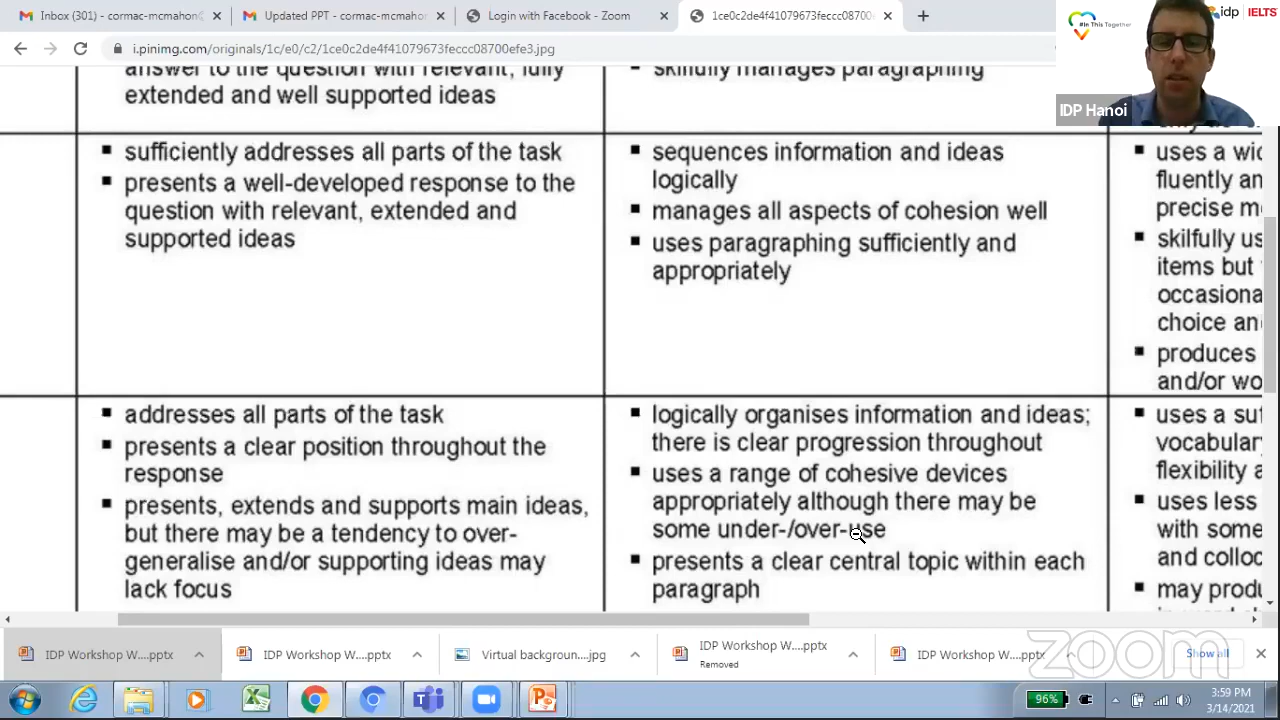 Inbox (301) - cormac-mcmahon@
Updated PPT - cormac-mcmahor
Login with Facebook - Zoom
1ce0c2de4f41079673feccc08700
#In This Together
idp
IELTS
i.pinimg.com/originals/1c/e0/c2/1ce0c2de4f41079673feccc08700efe3.jpg
IDP Hanoi
answer to the question with relevant, fully
extended and well supported ideas
skilfully manages paragraphing
sufficiently addresses all parts of the task
presents a well-developed response to the
question with relevant, extended and
supported ideas
sequences information and ideas
logically
manages all aspects of cohesion well
uses paragraphing sufficiently and
appropriately
uses a wid
fluently an
precise m
skilfully us
items but
occasiona
choice an
produces
and/or wo
addresses all parts of the task
presents a clear position throughout the
response
presents, extends and supports main ideas,
but there may be a tendency to over-
generalise and/or supporting ideas may
lack focus
logically organises information and ideas;
there is clear progression throughout
uses a range of cohesive devices
appropriately although there may be
some under-/over-use
presents a clear central topic within each
paragraph
uses a suf
vocabular
flexibility a
uses less
with some
and colloc
may produ
IDP Workshop W....pptx
IDP Workshop W....pptx
Virtual backgroun....jpg
IDP Workshop W....pptx
Removed
IDP Workshop W....pptx
Show all
zoom
96%
3:59 PM
3/14/2021